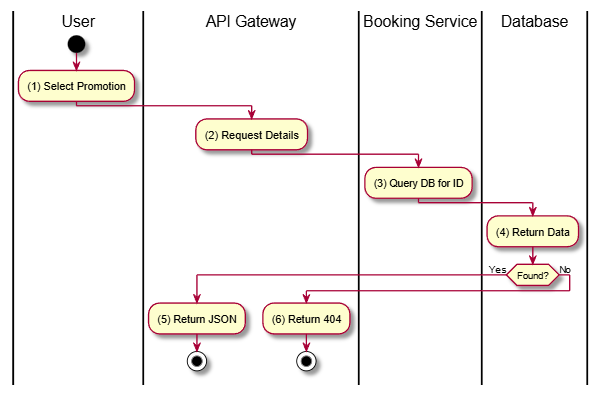 User
API Gateway
Booking Service
Database
(1) Select Promotion
(2) Request Details
(3) Query DB for ID
(4) Return Data
Yes
Found?
No
(5) Return JSON
(6) Return 404